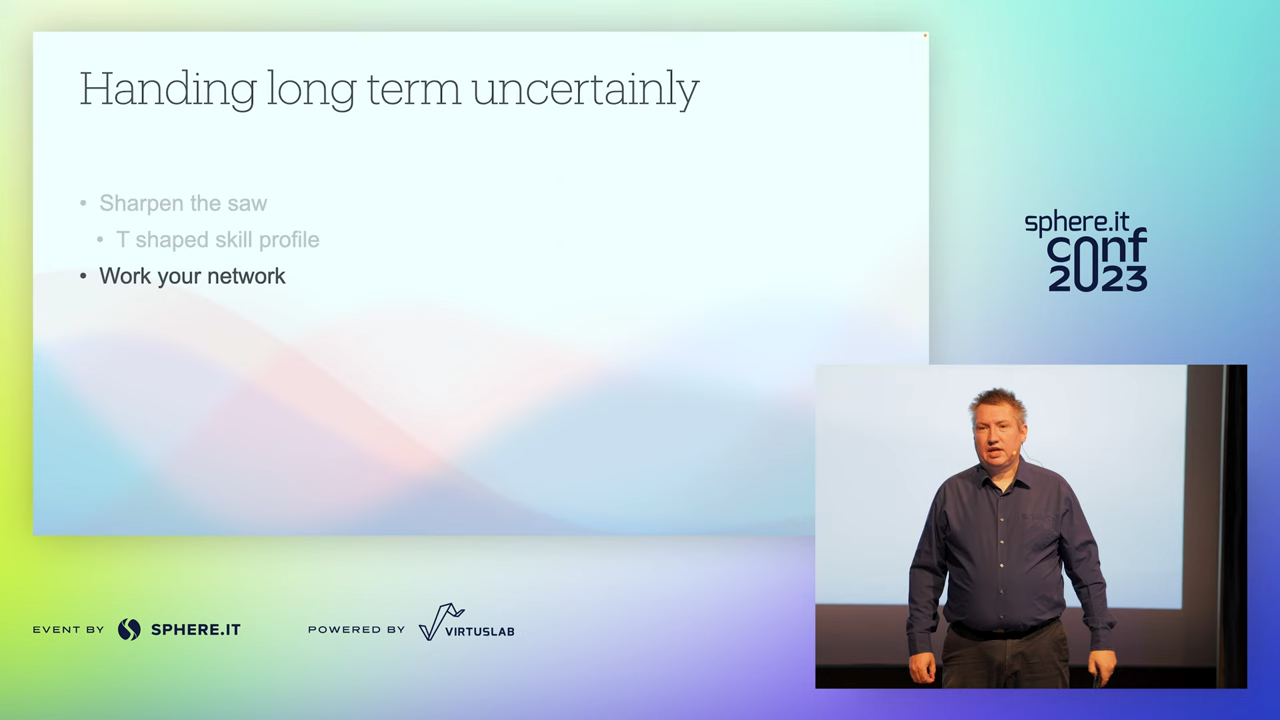 Handing long term uncertainly
• Sharpen the saw
• T shaped skill profile
• Work your network
sphere.it
conf
2023
EVENT BY SPHERE.IT
POWERED BY VIRTUSLAB